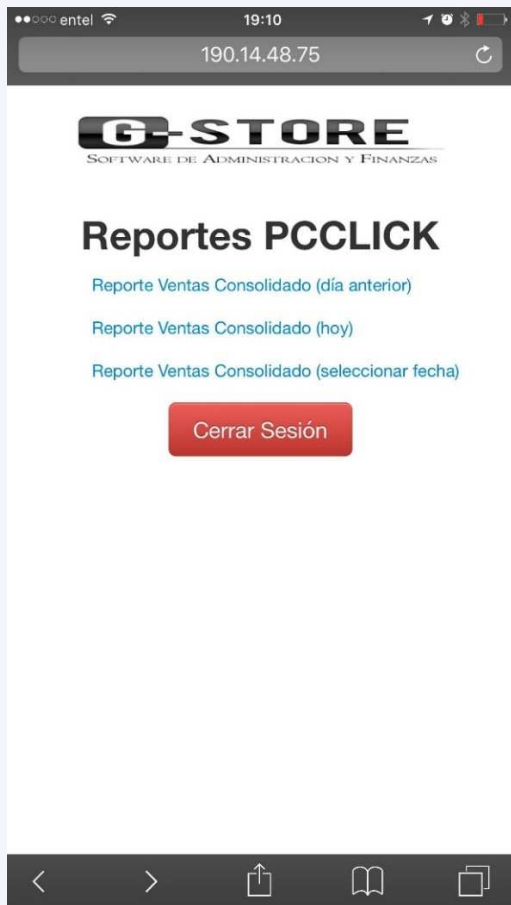 entel 19:10
190.14.48.75
G-STORE
SOFTWARE DE ADMINISTRACION Y FINANZAS
Reportes PCCLICK
Reporte Ventas Consolidado (día anterior)
Reporte Ventas Consolidado (hoy)
Reporte Ventas Consolidado (seleccionar fecha)
Cerrar Sesión